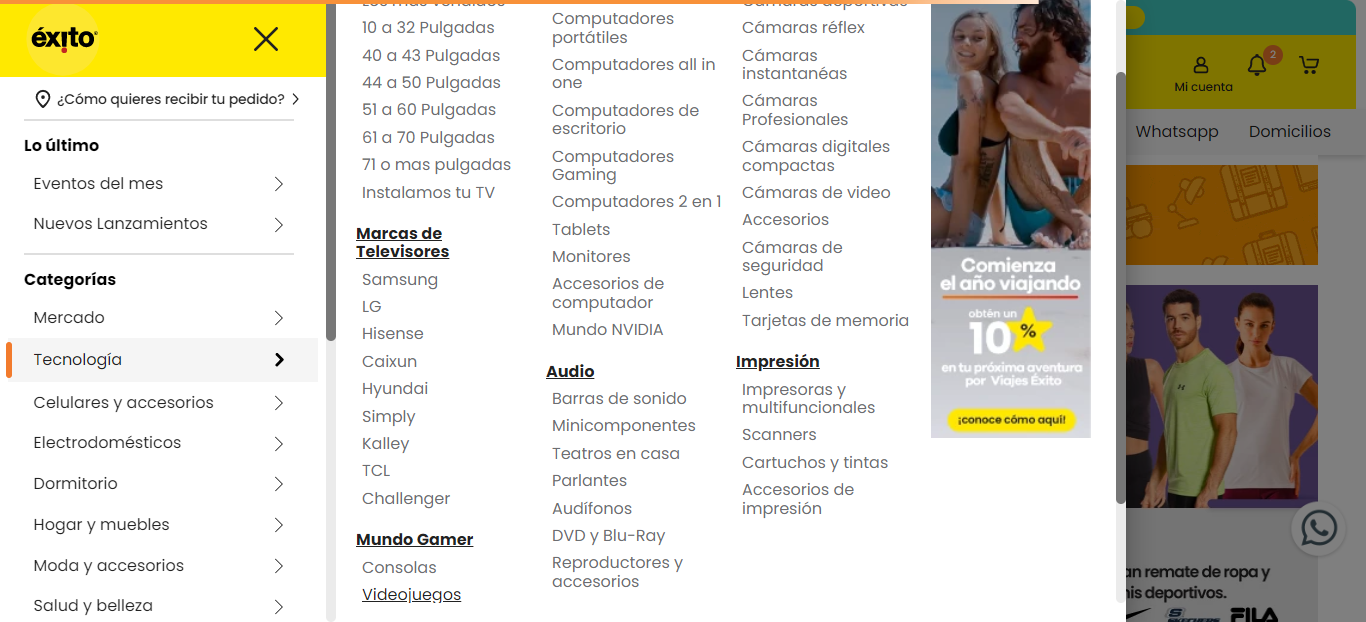 éxito
¿Cómo quieres recibir tu pedido?
Lo último
Eventos del mes
Nuevos Lanzamientos
Categorías
Mercado
Tecnología
Celulares y accesorios
Electrodomésticos
Dormitorio
Hogar y muebles
Moda y accesorios
Salud y belleza
10 a 32 Pulgadas
40 a 43 Pulgadas
44 a 50 Pulgadas
51 a 60 Pulgadas
61 a 70 Pulgadas
71 o mas pulgadas
Instalamos tu TV
Marcas de
Televisores
Samsung
LG
Hisense
Caixun
Hyundai
Simply
Kalley
TCL
Challenger
Mundo Gamer
Consolas
Videojuegos
Computadores
portátiles
Computadores all in
one
Computadores de
escritorio
Computadores
Gaming
Computadores 2 en 1
Tablets
Monitores
Accesorios de
computador
Mundo NVIDIA
Audio
Barras de sonido
Minicomponentes
Teatros en casa
Parlantes
Audífonos
DVD y Blu-Ray
Reproductores y
accesorios
Cámaras réflex
Cámaras
instantanéas
Cámaras
Profesionales
Cámaras digitales
compactas
Cámaras de video
Accesorios
Cámaras de
seguridad
Lentes
Tarjetas de memoria
Impresión
Impresoras y
multifuncionales
Scanners
Cartuchos y tintas
Accesorios de
impresión
Comienza
el año viajando
obtén un
10%
en tu próxima aventura
por Viajes Éxito
¡conoce cómo aquí!
2
Mi cuenta
Whatsapp
Domicilios
an remate de ropa y
nis deportivos.
SKECHERS
FILA